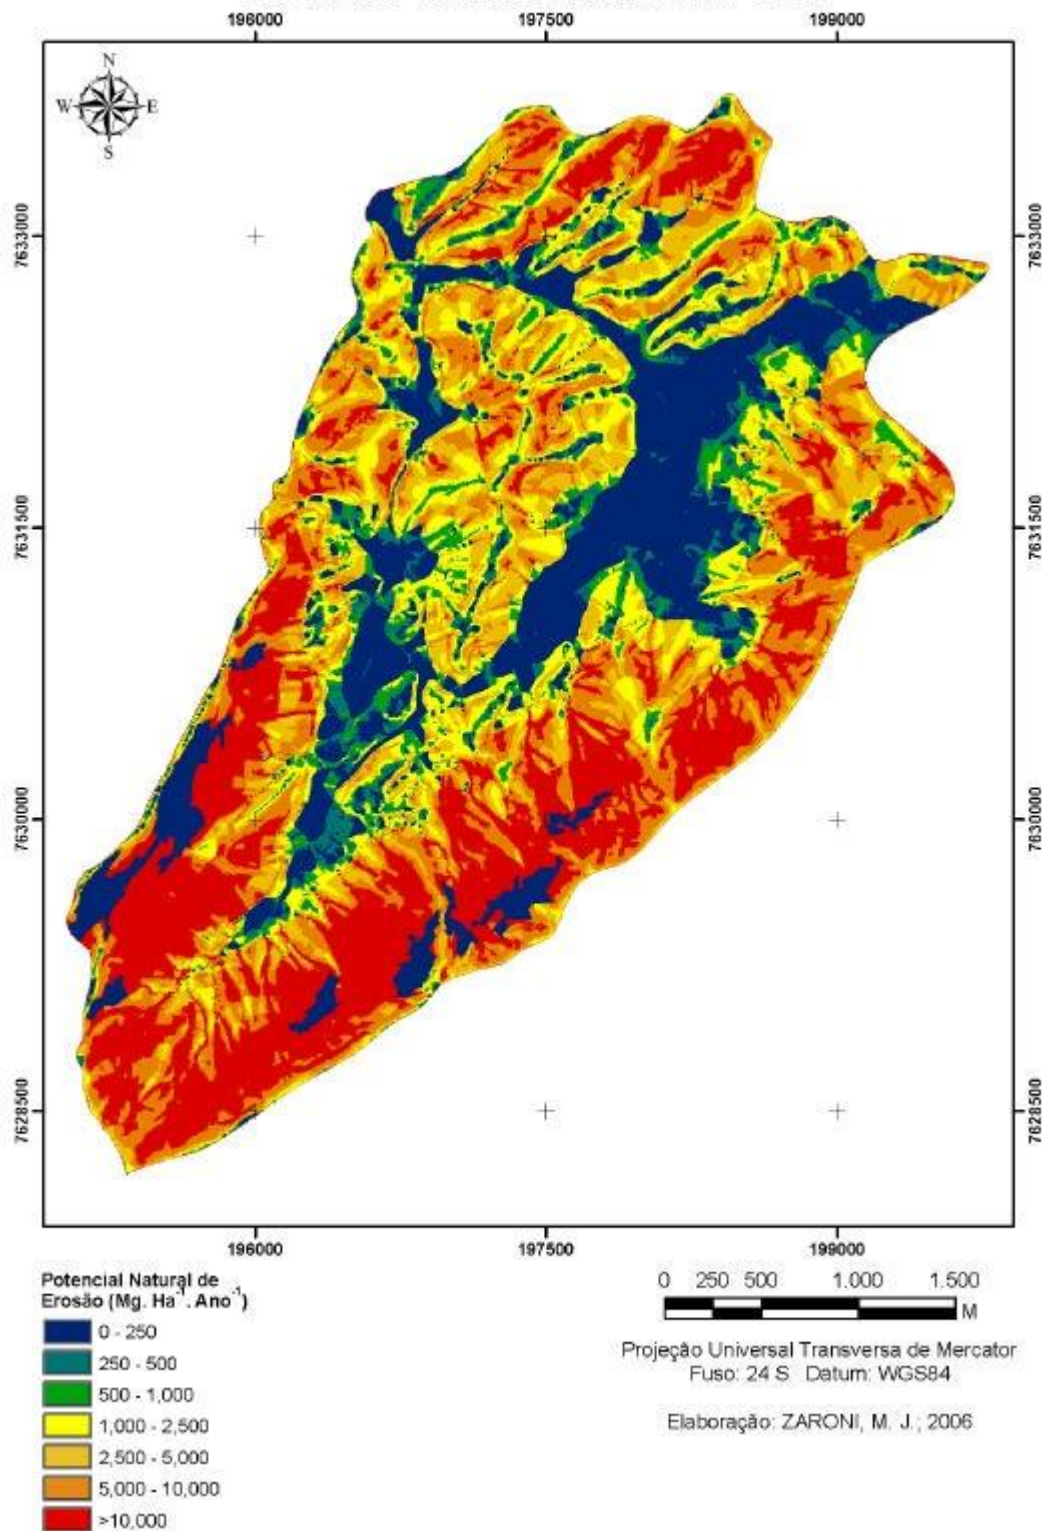 196000 197500 199000
N
W E
S
7633000 7633000
7631500 7631500
7630000 7630000
7628500 7628500
196000 197500 199000
Potencial Natural de
Erosão (Mg. Ha⁻¹. Ano⁻¹)
0 - 250
250 - 500
500 - 1,000
1,000 - 2,500
2,500 - 5,000
5,000 - 10,000
>10,000
0 250 500 1.000 1.500
M
Projeção Universal Transversa de Mercator
Fuso: 24 S Datum: WGS84
Elaboração: ZARONI, M. J.; 2006